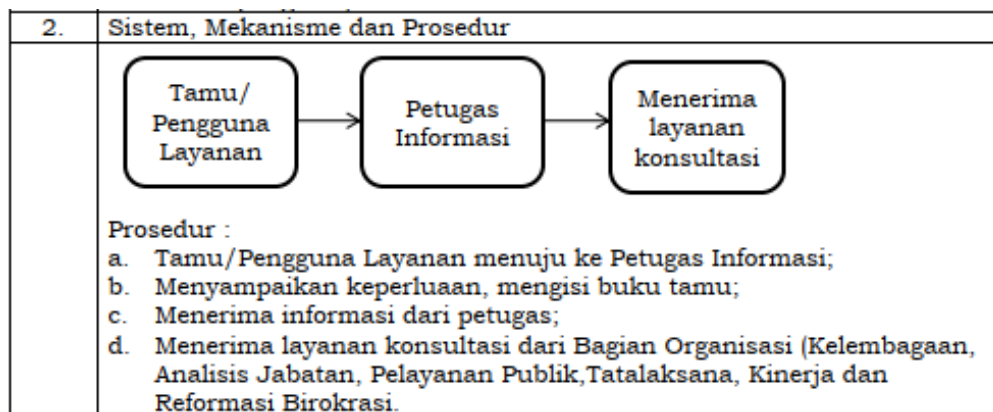 2. Sistem, Mekanisme dan Prosedur
Tamu/
Pengguna
Layanan
Petugas
Informasi
Menerima
layanan
konsultasi
Prosedur :
a. Tamu/Pengguna Layanan menuju ke Petugas Informasi;
b. Menyampaikan keperluaan, mengisi buku tamu;
c. Menerima informasi dari petugas;
d. Menerima layanan konsultasi dari Bagian Organisasi (Kelembagaan,
Analisis Jabatan, Pelayanan Publik,Tatalaksana, Kinerja dan
Reformasi Birokrasi.